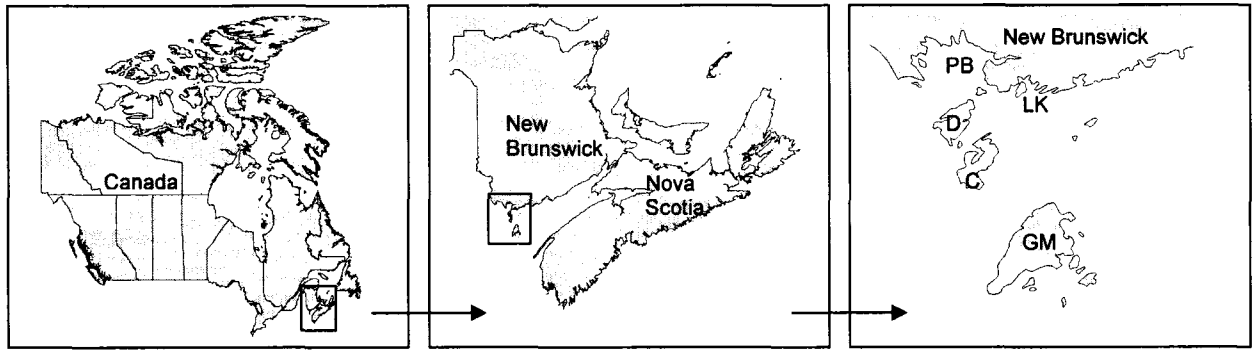 Canada
New
Brunswick
Nova
Scotia
New Brunswick
PB
LK
D
C
GM